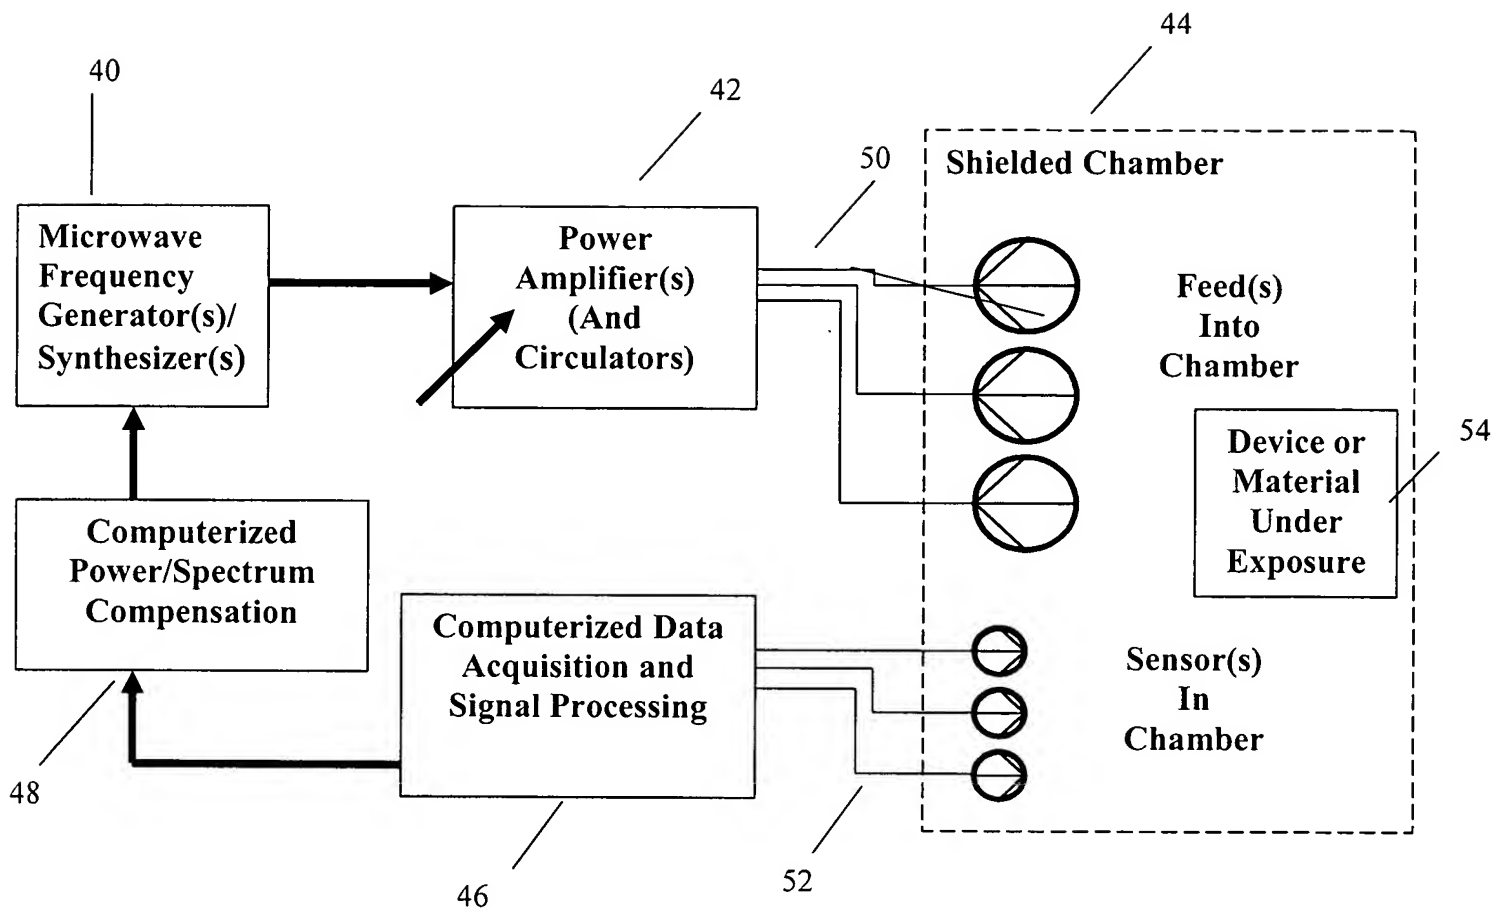 44
40
42
50
Shielded Chamber
Microwave
Frequency
Generator(s)/
Synthesizer(s)
Power
Amplifier(s)
(And
Circulators)
Feed(s)
Into
Chamber
54
Device or
Material
Under
Exposure
Computerized
Power/Spectrum
Compensation
Computerized Data
Acquisition and
Signal Processing
Sensor(s)
In
Chamber
48
46
52